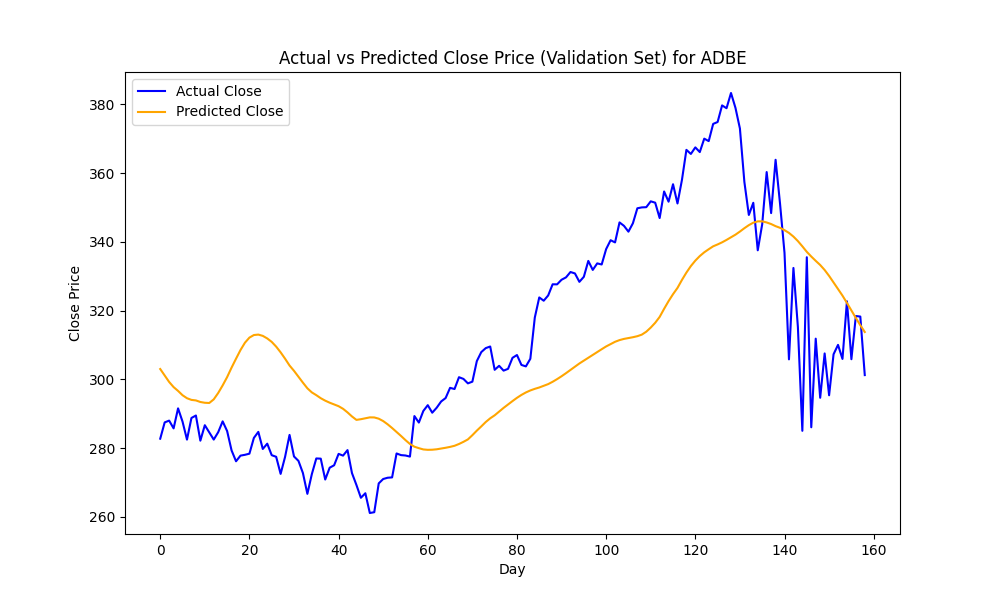 Actual vs Predicted Close Price (Validation Set) for ADBE
Actual Close
Predicted Close
Close Price
380
360
340
320
300
280
260
0 20 40 60 80 100 120 140 160
Day